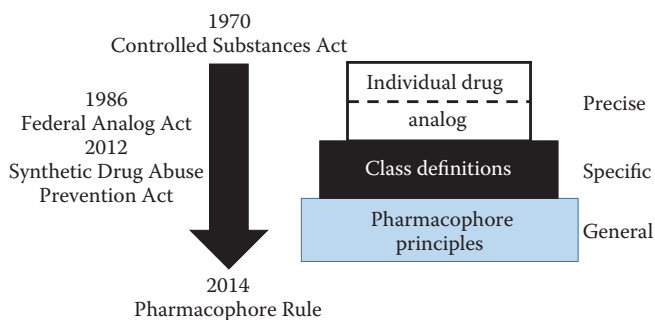 1970
Controlled Substances Act
1986
Federal Analog Act
2012
Synthetic Drug Abuse
Prevention Act
2014
Pharmacophore Rule
Individual drug
analog
Precise
Class definitions
Specific
Pharmacophore
principles
General